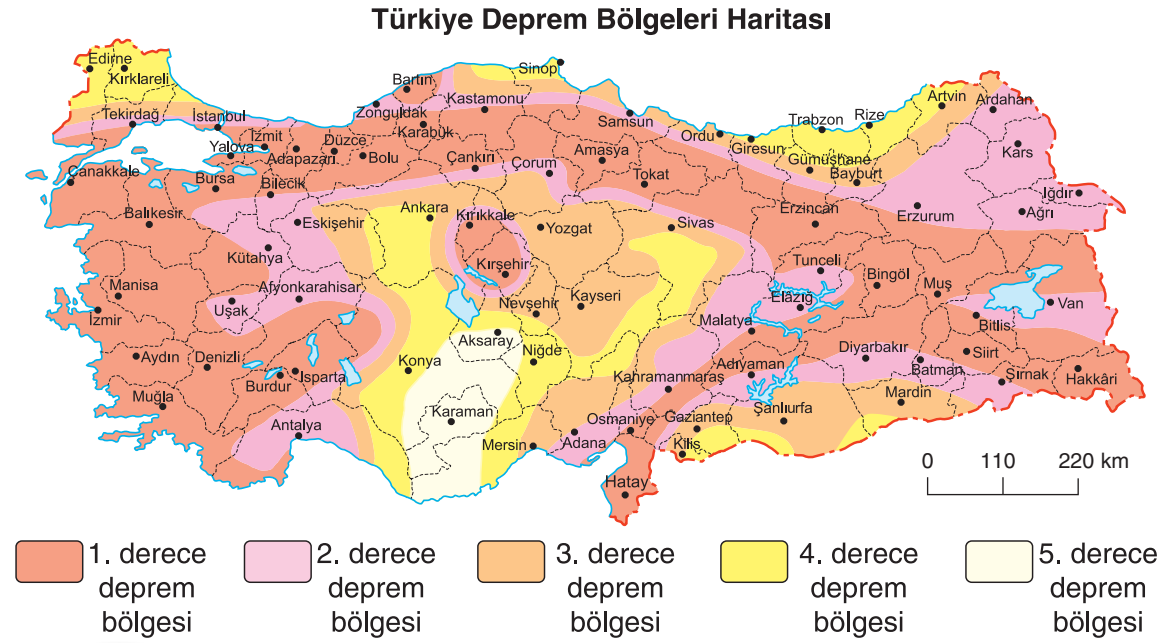 Türkiye Deprem Bölgeleri Haritası
Edirne
Kırklareli
Tekirdağ
İstanbul
Yalova
İzmit
Adapazarı
Düzce
Bolu
Zonguldak
Bartın
Karabük
Kastamonu
Sinop
Samsun
Ordu
Giresun
Trabzon
Rize
Artvin
Ardahan
Kars
Iğdır
Ağrı
Erzurum
Gümüşhane
Bayburt
Erzincan
Çanakkale
Bursa
Bilecik
Çankırı
Çorum
Amasya
Tokat
Balıkesir
Eskişehir
Ankara
Kırıkkale
Yozgat
Sivas
Kütahya
Kırşehir
Tunceli
Bingöl
Muş
Manisa
Uşak
Afyonkarahisar
Nevşehir
Kayseri
Elâzığ
Van
İzmir
Malatya
Bitlis
Aksaray
Niğde
Aydın
Denizli
Konya
Diyarbakır
Batman
Siirt
Burdur
Isparta
Kahramanmaraş
Adıyaman
Şırnak
Hakkâri
Muğla
Karaman
Mardin
Antalya
Mersin
Adana
Osmaniye
Gaziantep
Şanlıurfa
Kilis
Hatay
0 110 220 km
1. derece
deprem
bölgesi
2. derece
deprem
bölgesi
3. derece
deprem
bölgesi
4. derece
deprem
bölgesi
5. derece
deprem
bölgesi